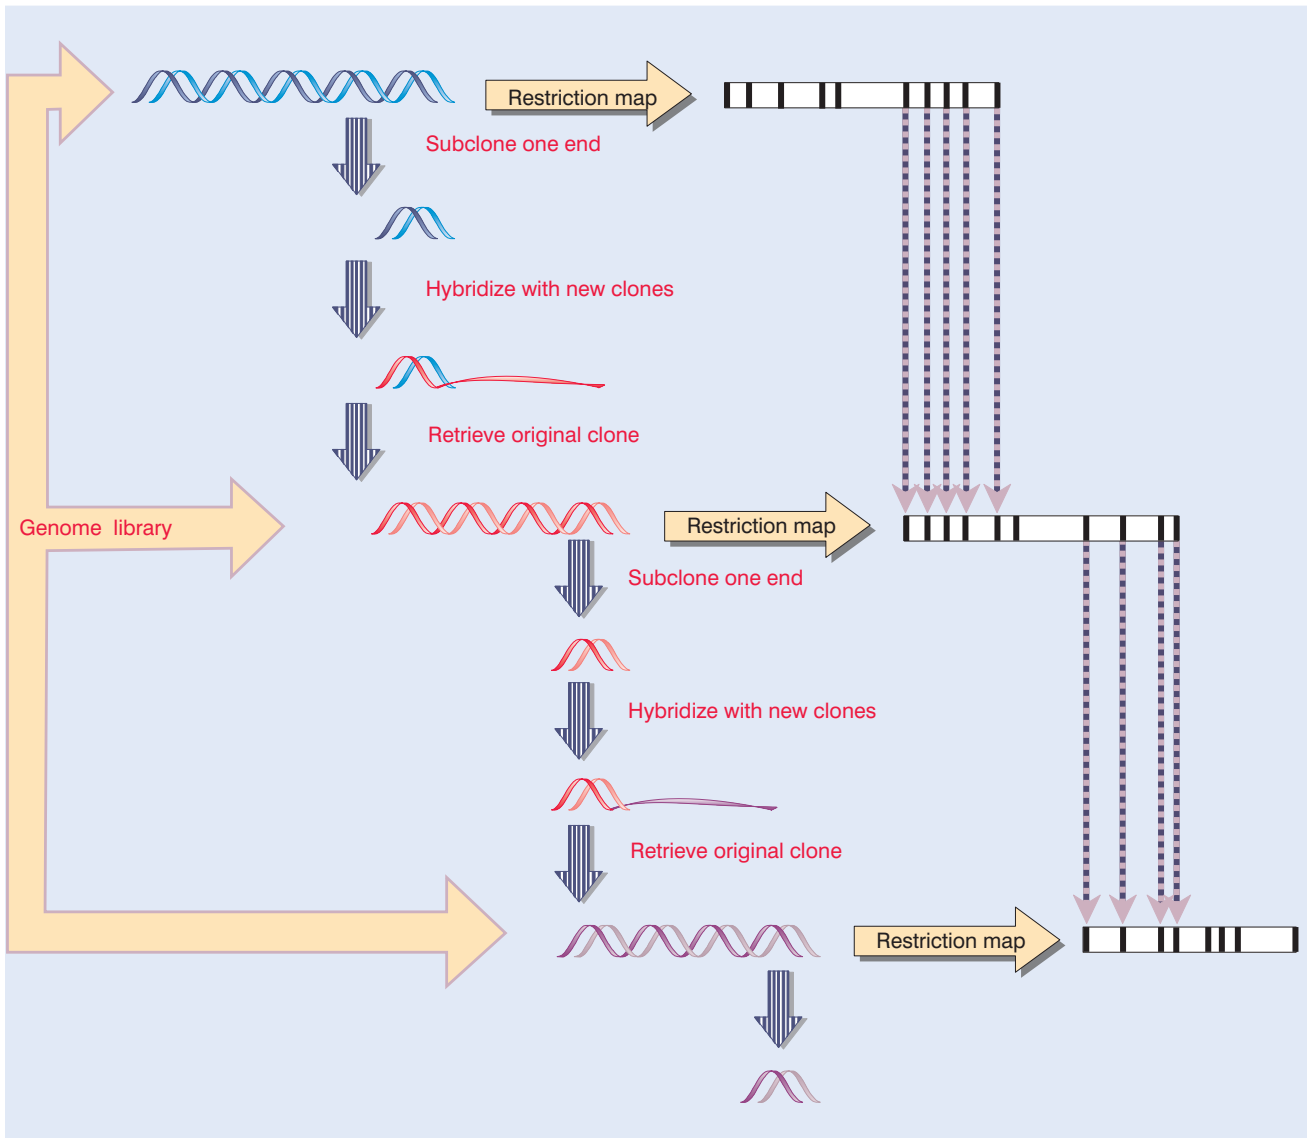 Restriction map
Subclone one end
Hybridize with new clones
Retrieve original clone
Genome library
Restriction map
Subclone one end
Hybridize with new clones
Retrieve original clone
Restriction map